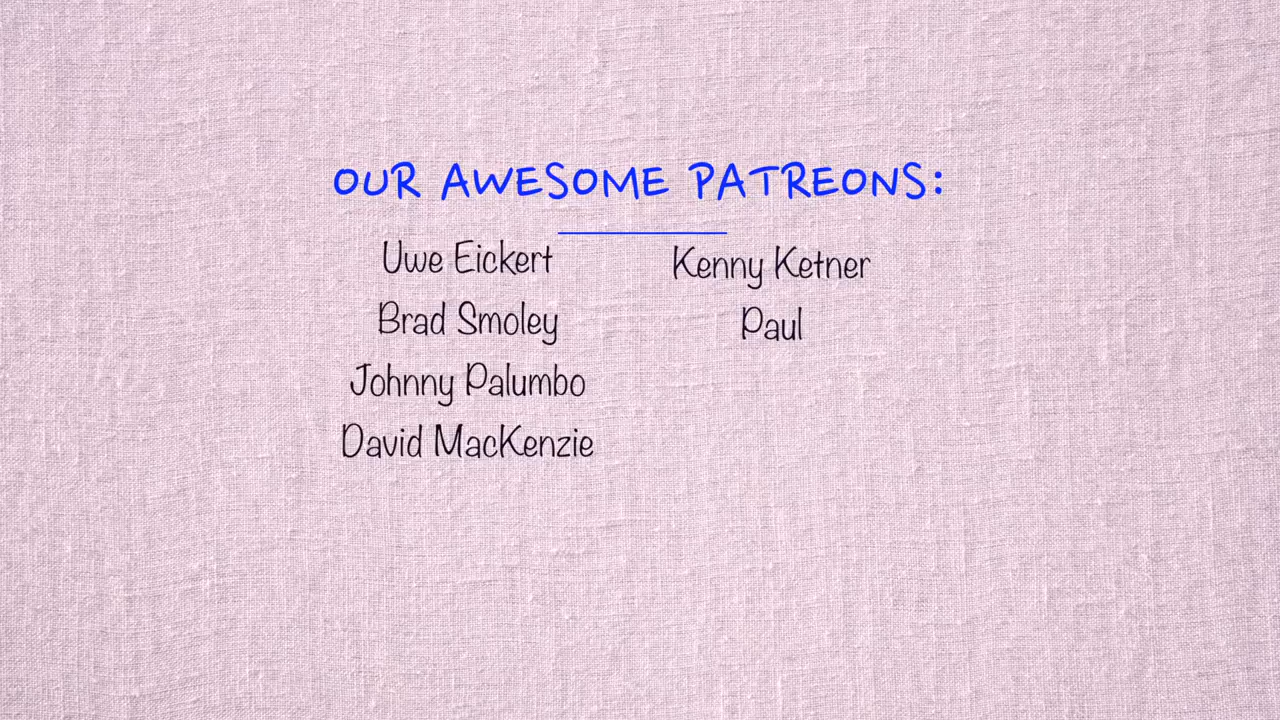 OUR AWESOME PATREONS:
Uwe Eickert
Brad Smoley
Johnny Palumbo
David MacKenzie
Kenny Ketner
Paul